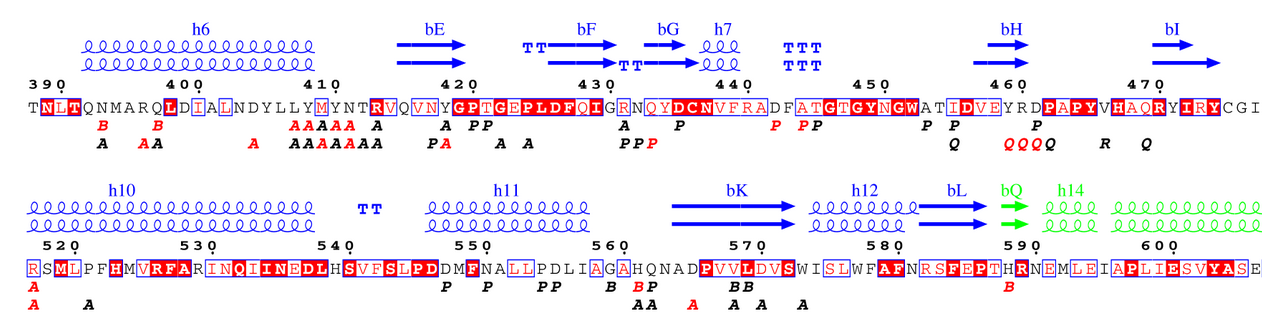 h6 bE bF bG h7 bH bI
TT TTT
TT TTT
390 400 410 420 430 440 450 460 470
TNLTQNMARQLDIALNDYLLYMYNTRVQVNYGPTGEPLDFQIGRNQYDCNVFRADFATGTGYNGWATIDVEYRDPAPYVHAQRYIRYCGI
B B AAAAA A P PP P P P PP P P P
A AA A AAAAAAA PP P P PPP Q QQQQ R Q
h10 h11 bK h12 bL bQ h14
TT
520 530 540 550 560 570 580 590 600
RSMLPFHMVRFARINQIINEDLHSVFSLPDDMFNALLPDLIAGAHQNADPVVLDVSWISLWFAFNRSFEPTHRNEMLEIAPLIESVYASE
A P P PP P BP BB B
A A AA A A A A